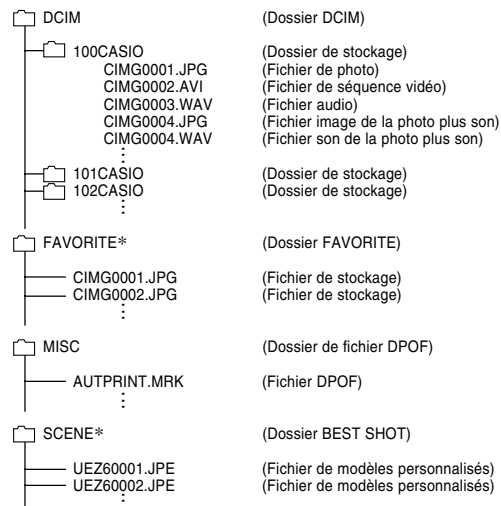 DCIM (Dossier DCIM)
100CASIO (Dossier de stockage)
CIMG0001.JPG (Fichier de photo)
CIMG0002.AVI (Fichier de séquence vidéo)
CIMG0003.WAV (Fichier audio)
CIMG0004.JPG (Fichier image de la photo plus son)
CIMG0004.WAV (Fichier son de la photo plus son)
101CASIO (Dossier de stockage)
102CASIO (Dossier de stockage)
FAVORITE* (Dossier FAVORITE)
CIMG0001.JPG (Fichier de stockage)
CIMG0002.JPG (Fichier de stockage)
MISC (Dossier de fichier DPOF)
AUTPRINT.MRK (Fichier DPOF)
SCENE* (Dossier BEST SHOT)
UEZ60001.JPE (Fichier de modèles personnalisés)
UEZ60002.JPE (Fichier de modèles personnalisés)